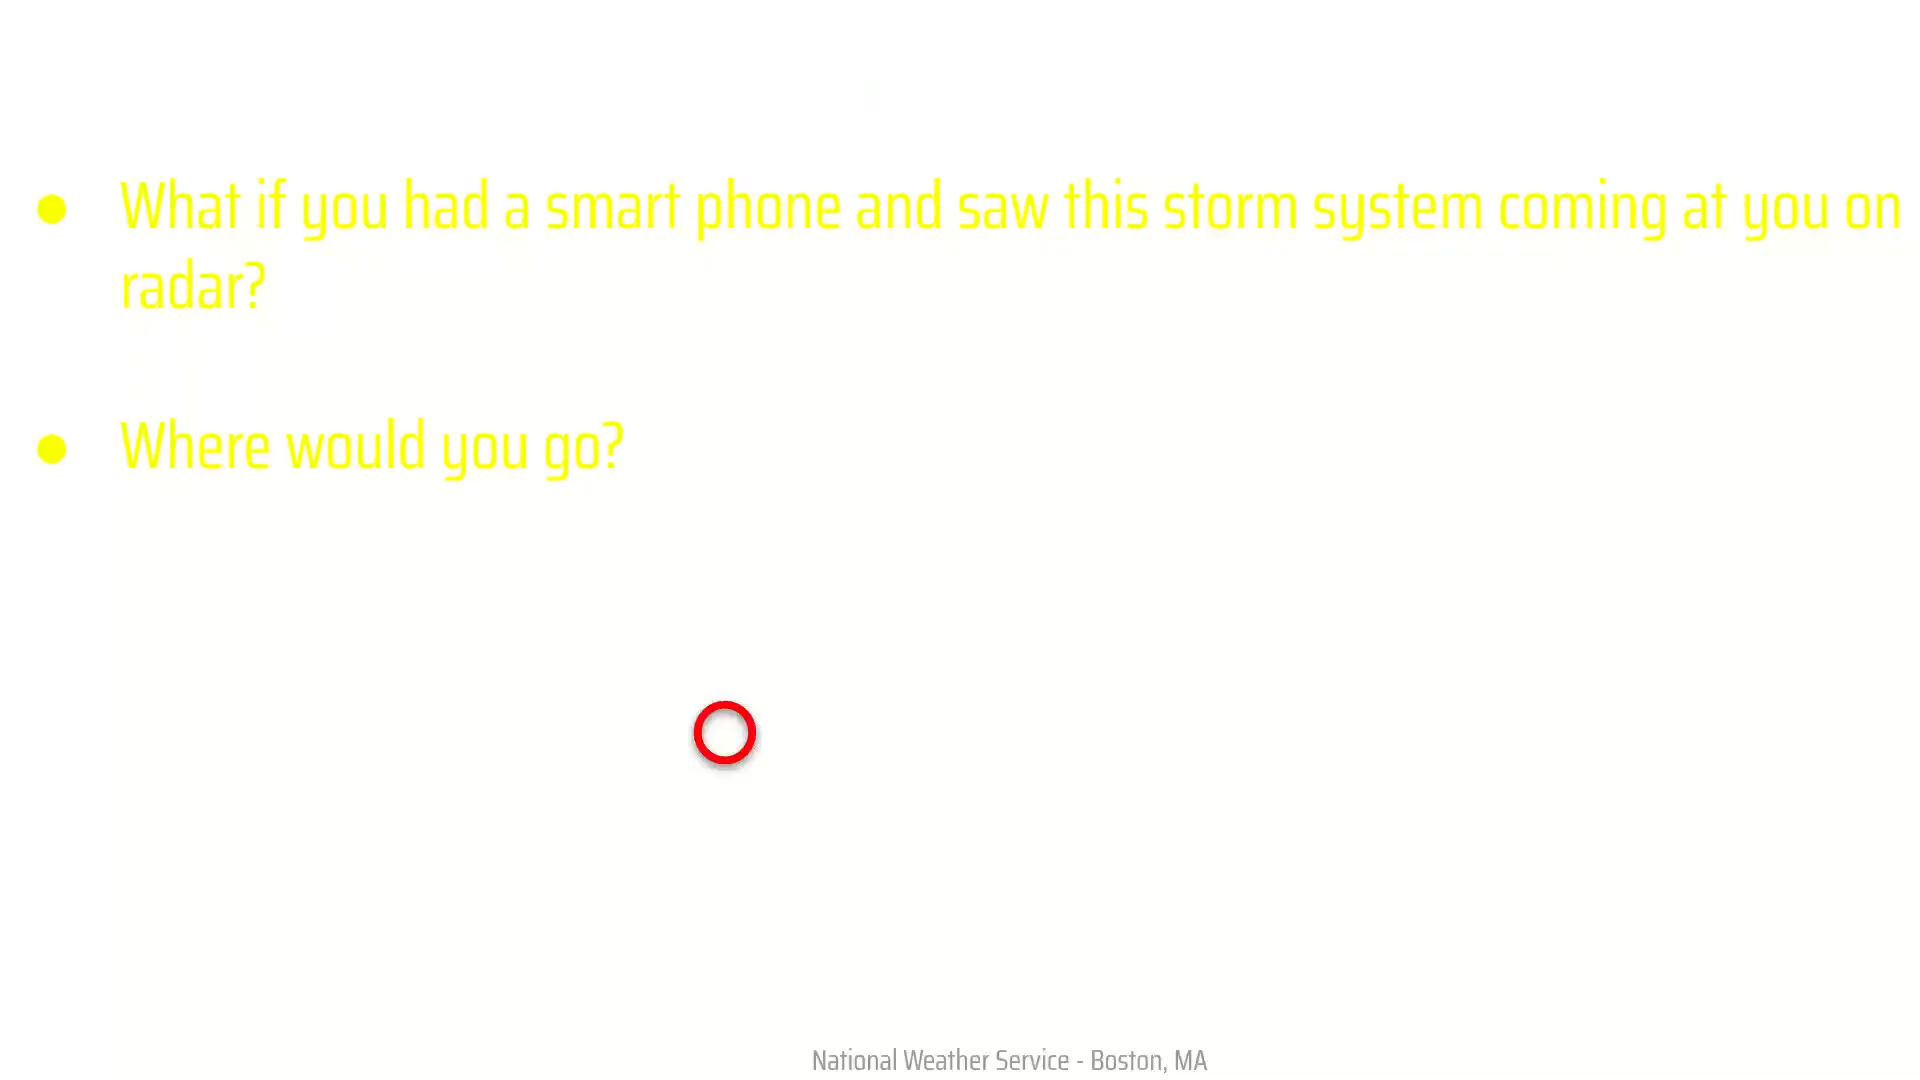 ● What if you had a smart phone and saw this storm system coming at you on
radar?
● Where would you go?
National Weather Service - Boston, MA